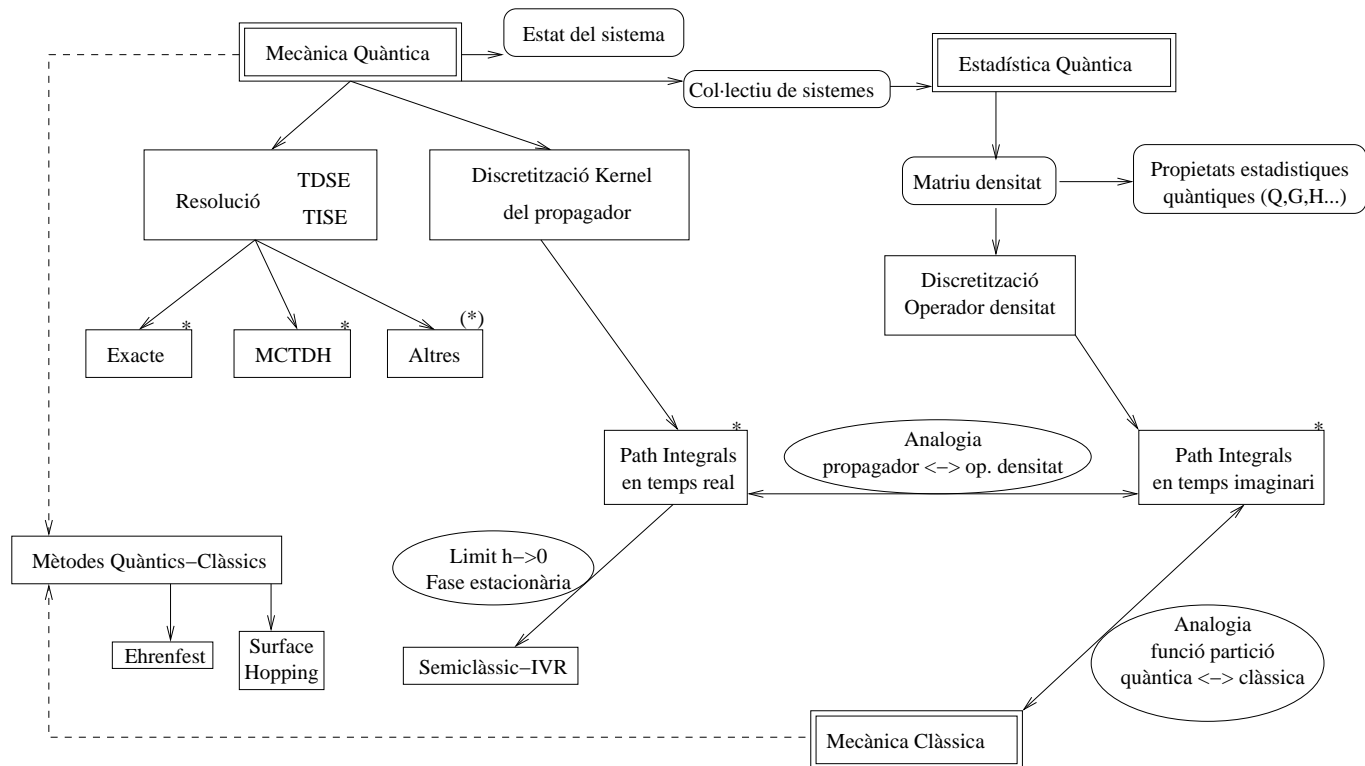 Mecànica Quàntica
Estat del sistema
Col·lectiu de sistemes
Estadística Quàntica
Resolució
TDSE
TISE
Discretització Kernel
del propagador
Matriu densitat
Propietats estadistiques
quàntiques (Q,G,H...)
Discretització
Operador densitat
*
Exacte
*
MCTDH
(*)
Altres
*
Path Integrals
en temps real
Analogia
propagador <−> op. densitat
*
Path Integrals
en temps imaginari
Mètodes Quàntics−Clàssics
Limit h−>0
Fase estacionària
Ehrenfest
Surface
Hopping
Semiclàssic−IVR
Analogia
funció partició
quàntica <−> clàssica
Mecànica Clàssica